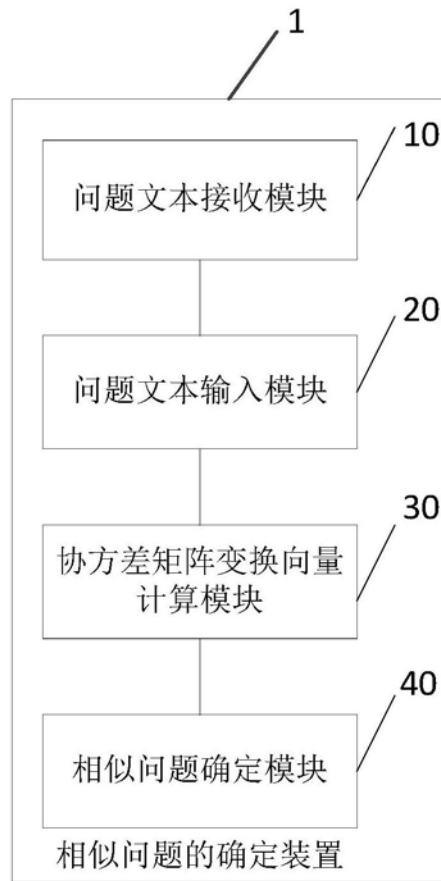 1
10
问题文本接收模块
20
问题文本输入模块
30
协方差矩阵变换向量
计算模块
40
相似问题确定模块
相似问题的确定装置